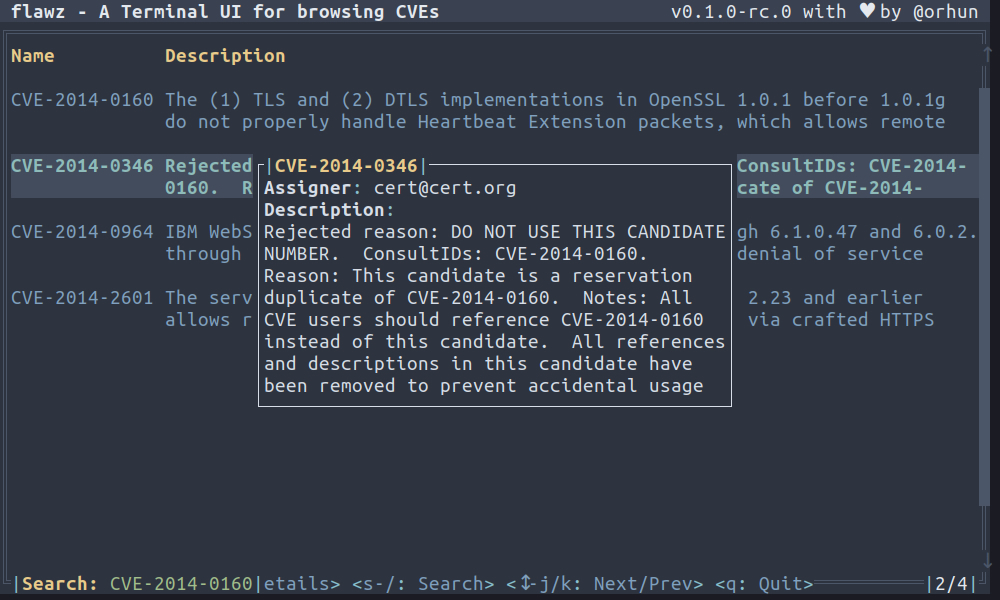 flawz - A Terminal UI for browsing CVEs v0.1.0-rc.0 with ♥ by @orhun
Name Description
CVE-2014-0160 The (1) TLS and (2) DTLS implementations in OpenSSL 1.0.1 before 1.0.1g
do not properly handle Heartbeat Extension packets, which allows remote
CVE-2014-0346 Rejected |CVE-2014-0346| ConsultIDs: CVE-2014-
0160. R Assigner: cert@cert.org cate of CVE-2014-
Description:
CVE-2014-0964 IBM WebS Rejected reason: DO NOT USE THIS CANDIDATE gh 6.1.0.47 and 6.0.2.
through NUMBER. ConsultIDs: CVE-2014-0160. denial of service
Reason: This candidate is a reservation
CVE-2014-2601 The serv duplicate of CVE-2014-0160. Notes: All 2.23 and earlier
allows r CVE users should reference CVE-2014-0160 via crafted HTTPS
instead of this candidate. All references
and descriptions in this candidate have
been removed to prevent accidental usage
|Search: CVE-2014-0160|etails> <s-/: Search> <↕-j/k: Next/Prev> <q: Quit> |2/4|